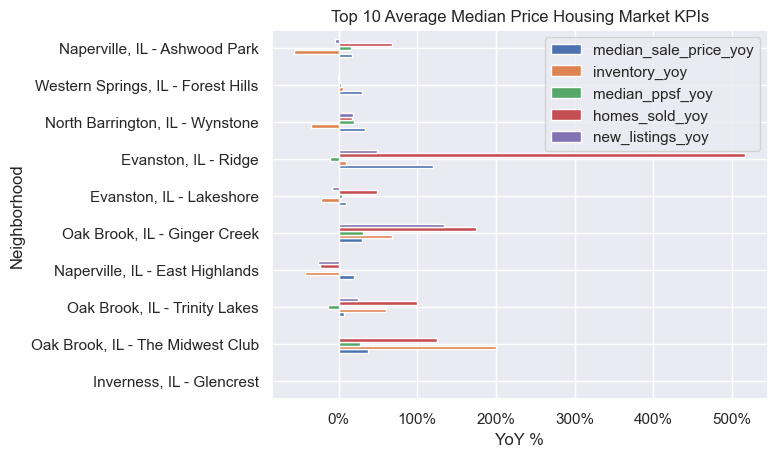 Top 10 Average Median Price Housing Market KPIs
Naperville, IL - Ashwood Park
Western Springs, IL - Forest Hills
North Barrington, IL - Wynstone
Evanston, IL - Ridge
Evanston, IL - Lakeshore
Oak Brook, IL - Ginger Creek
Naperville, IL - East Highlands
Oak Brook, IL - Trinity Lakes
Oak Brook, IL - The Midwest Club
Inverness, IL - Glencrest
Neighborhood
median_sale_price_yoy
inventory_yoy
median_ppsf_yoy
homes_sold_yoy
new_listings_yoy
0% 100% 200% 300% 400% 500%
YoY %